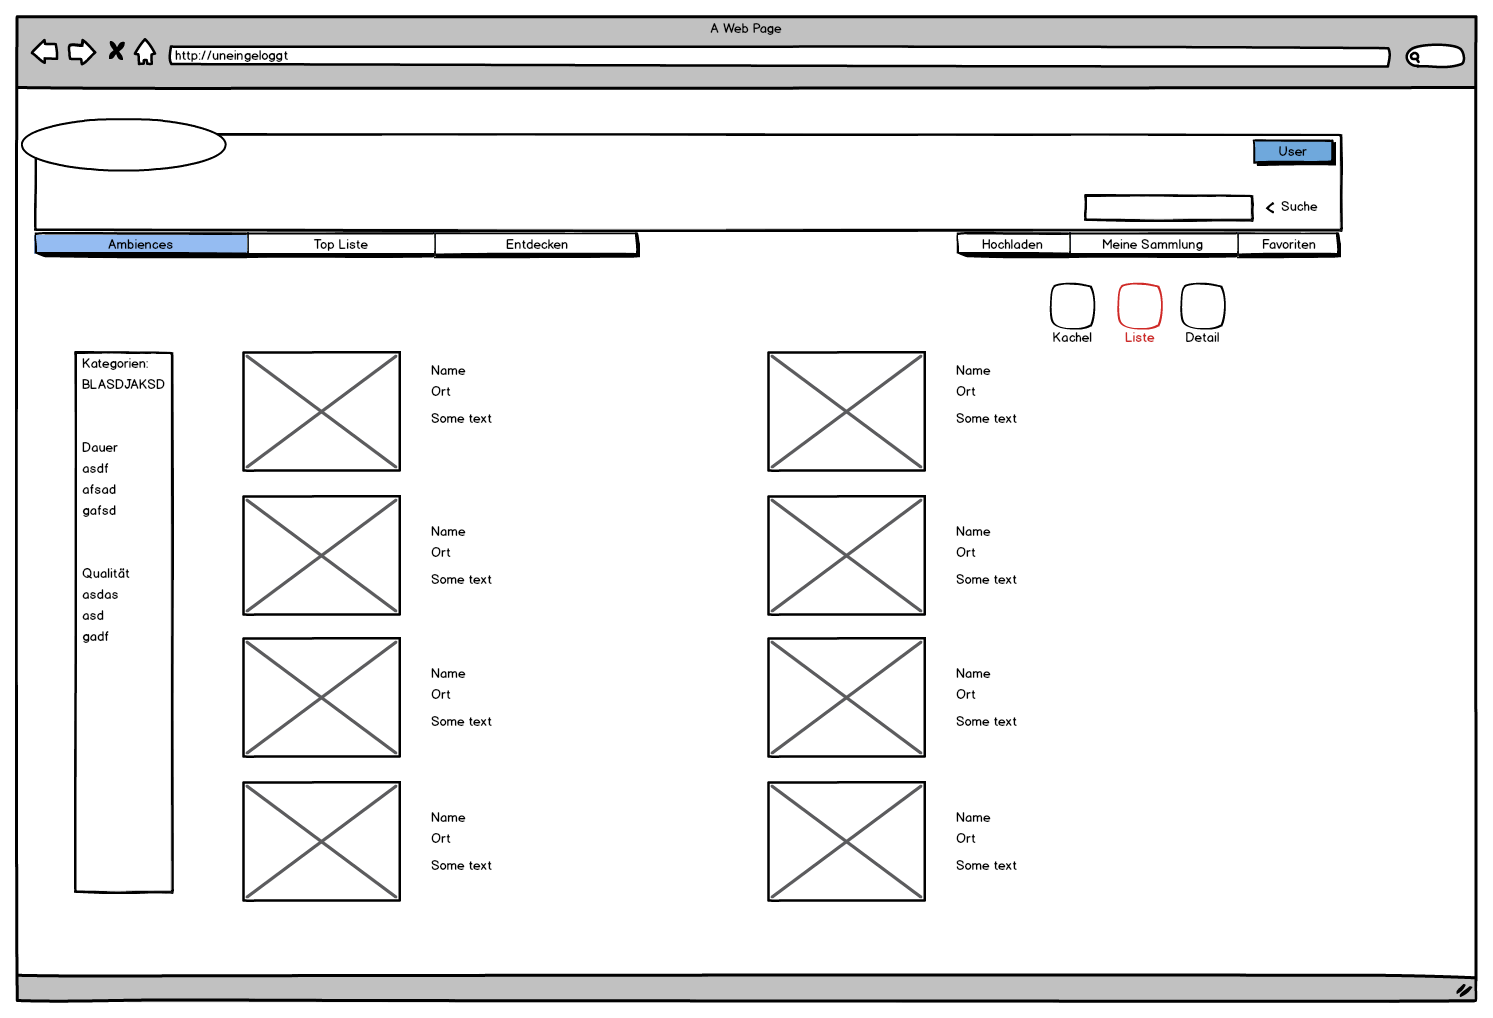 A Web Page
http://uneingeloggt
User
< Suche
Ambiences Top Liste Entdecken Hochladen Meine Sammlung Favoriten
Kachel Liste Detail
Kategorien:
BLASDJAKSD
Dauer
asdf
afsad
gafsd
Qualität
asdas
asd
gadf
Name
Ort
Some text
Name
Ort
Some text
Name
Ort
Some text
Name
Ort
Some text
Name
Ort
Some text
Name
Ort
Some text
Name
Ort
Some text
Name
Ort
Some text